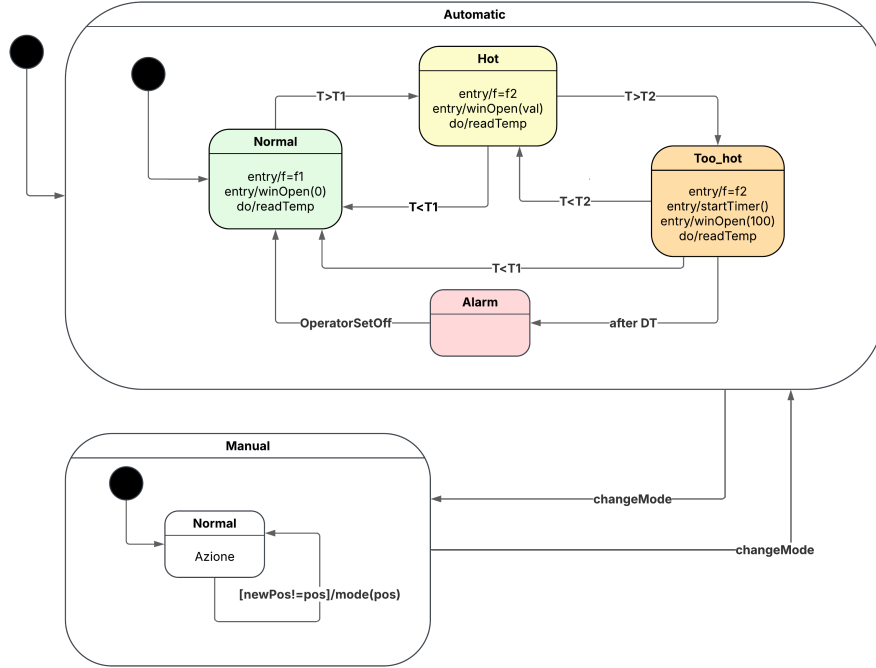 Automatic
Hot
entry/f=f2
entry/winOpen(val)
do/readTemp
T>T1
T>T2
Normal
entry/f=f1
entry/winOpen(0)
do/readTemp
Too_hot
entry/f=f2
entry/startTimer()
entry/winOpen(100)
do/readTemp
T<T1
T<T2
T<T1
Alarm
OperatorSetOff
after DT
Manual
changeMode
Normal
Azione
changeMode
[newPos!=pos]/mode(pos)